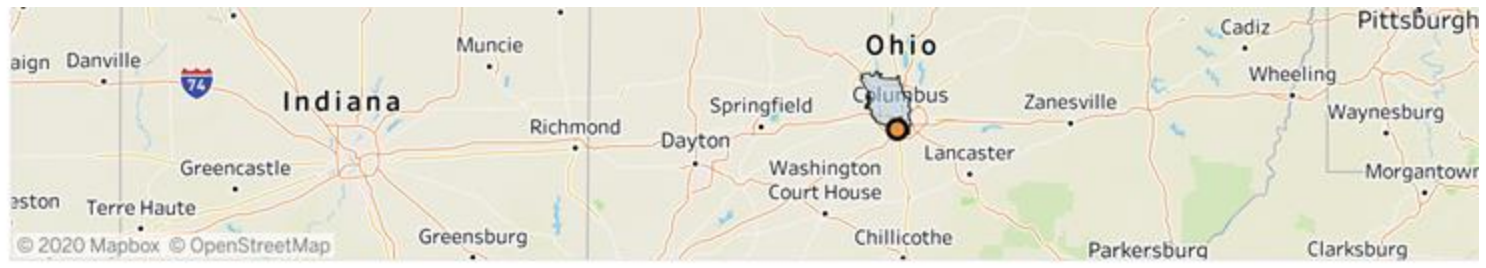 Pittsburgh
Cadiz
Ohio
Muncie
aign
Danville
Wheeling
74
Indiana
Columbus
Springfield
Zanesville
Waynesburg
Richmond
Dayton
Lancaster
Greencastle
Washington
Court House
Morgantown
eston
Terre Haute
Greensburg
Chillicothe
Parkersburg
Clarksburg
© 2020 Mapbox © OpenStreetMap